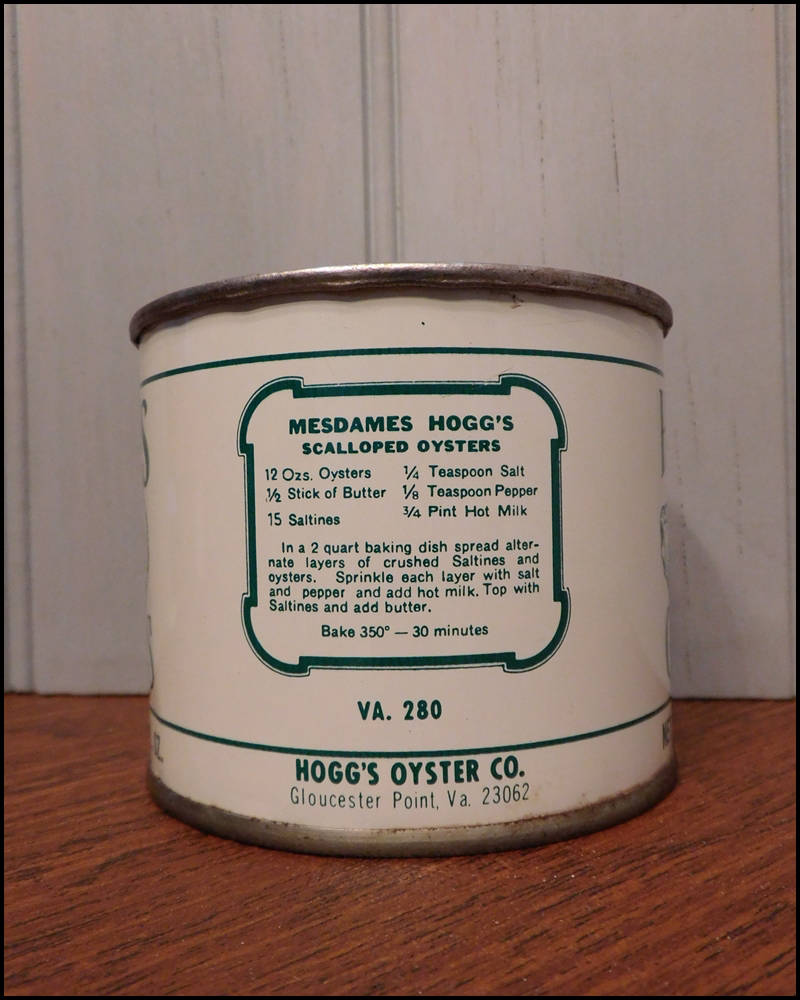 MESDAMES HOGG'S
SCALLOPED OYSTERS
12 Ozs. Oysters
½ Stick of Butter
15 Saltines
¼ Teaspoon Salt
⅛ Teaspoon Pepper
¾ Pint Hot Milk
In a 2 quart baking dish spread alter-
nate layers of crushed Saltines and
oysters. Sprinkle each layer with salt
and pepper and add hot milk. Top with
Saltines and add butter.
Bake 350° — 30 minutes
VA. 280
HOGG'S OYSTER CO.
Gloucester Point, Va. 23062